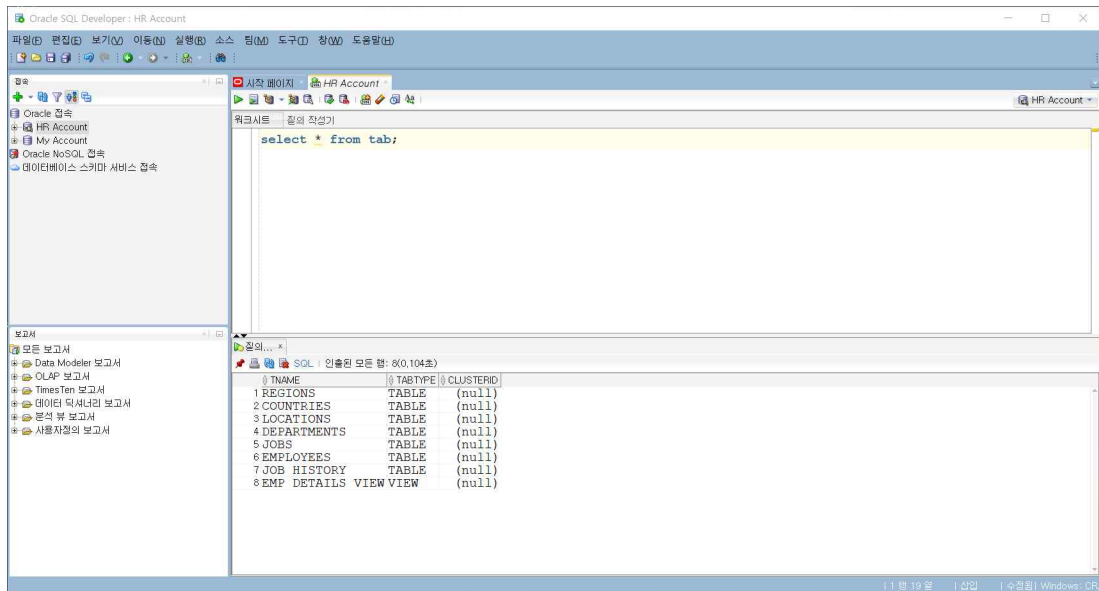 Oracle SQL Developer : HR Account
파일(F) 편집(E) 보기(V) 이동(N) 실행(R) 소스 팀(M) 도구(T) 창(W) 도움말(H)
접속
Oracle 접속
HR Account
My Account
Oracle NoSQL 접속
데이터베이스 스키마 서비스 접속
시작 페이지
HR Account
HR Account
워크시트 질의 작성기
select * from tab;
보고서
모든 보고서
Data Modeler 보고서
OLAP 보고서
TimesTen 보고서
데이터 딕셔너리 보고서
분석 뷰 보고서
사용자정의 보고서
질의... ×
SQL | 인출된 모든 행: 8(0,104초)
TNAME TABTYPE CLUSTERID
1 REGIONS TABLE (null)
2 COUNTRIES TABLE (null)
3 LOCATIONS TABLE (null)
4 DEPARTMENTS TABLE (null)
5 JOBS TABLE (null)
6 EMPLOYEES TABLE (null)
7 JOB HISTORY TABLE (null)
8 EMP DETAILS VIEW VIEW (null)
| 1 행 19 열 | 삽입 | 수정됨 | Windows: CR